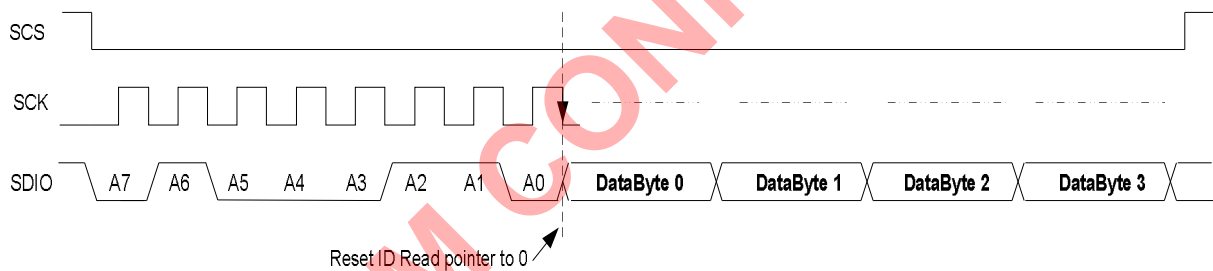 SCS
SCK
SDIO A7 A6 A5 A4 A3 A2 A1 A0 DataByte 0 DataByte 1 DataByte 2 DataByte 3
Reset ID Read pointer to 0